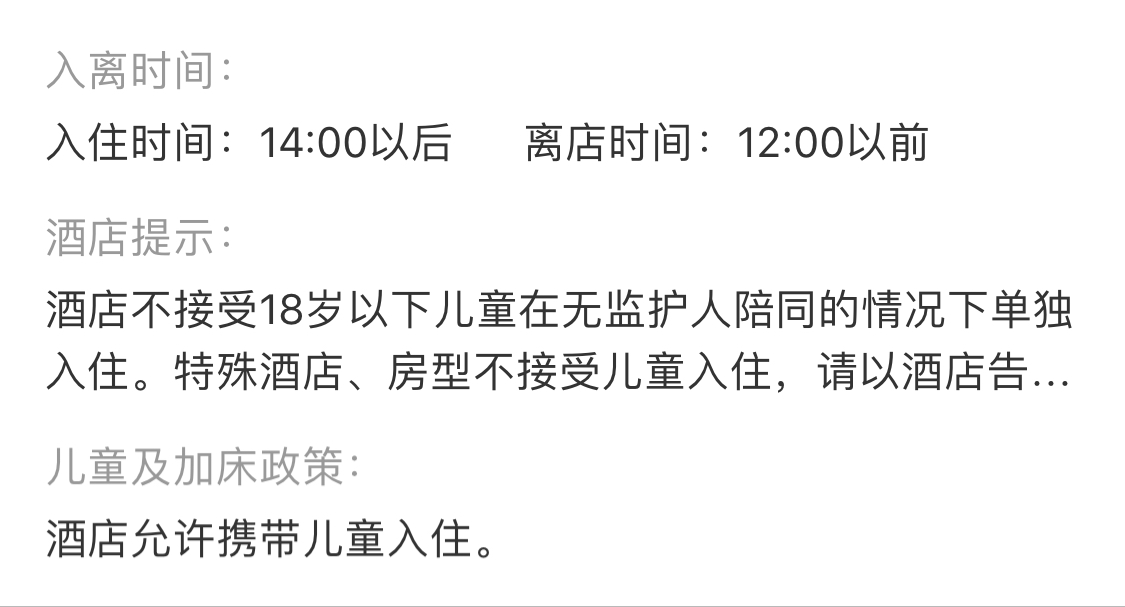 入离时间：
入住时间：14:00以后 离店时间：12:00以前
酒店提示：
酒店不接受18岁以下儿童在无监护人陪同的情况下单独
入住。特殊酒店、房型不接受儿童入住，请以酒店告...
儿童及加床政策：
酒店允许携带儿童入住。